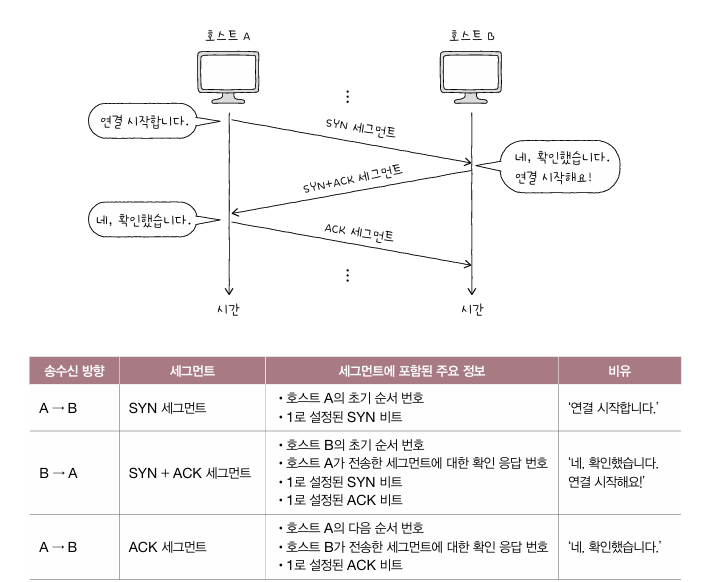 호스트 A
호스트 B
연결 시작합니다.
SYN 세그먼트
네, 확인했습니다.
연결 시작해요!
SYN+ACK 세그먼트
네, 확인했습니다.
ACK 세그먼트
시간
시간
송수신 방향 세그먼트 세그먼트에 포함된 주요 정보 비유
A → B SYN 세그먼트
• 호스트 A의 초기 순서 번호
• 1로 설정된 SYN 비트
‘연결 시작합니다.’
B → A SYN + ACK 세그먼트
• 호스트 B의 초기 순서 번호
• 호스트 A가 전송한 세그먼트에 대한 확인 응답 번호
• 1로 설정된 SYN 비트
• 1로 설정된 ACK 비트
‘네, 확인했습니다.
연결 시작해요!’
A → B ACK 세그먼트
• 호스트 A의 다음 순서 번호
• 호스트 B가 전송한 세그먼트에 대한 확인 응답 번호
• 1로 설정된 ACK 비트
‘네, 확인했습니다.’